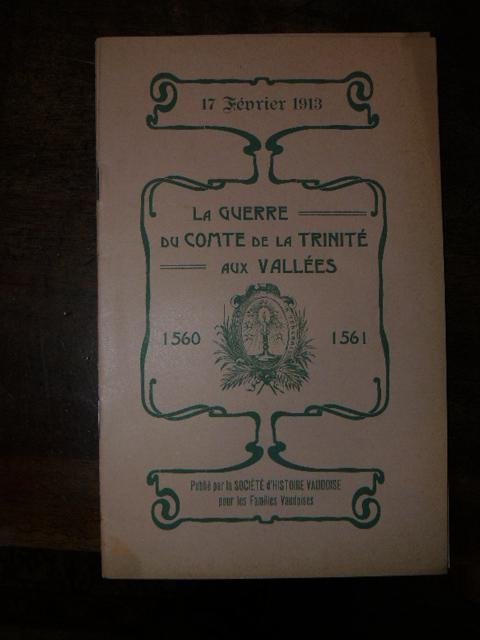 17 Février 1913
LA GUERRE
DU COMTE DE LA TRINITÉ
AUX VALLÉES
1560 1561
Publié par la SOCIÉTÉ d'HISTOIRE VAUDOISE
pour les Familles Vaudoises